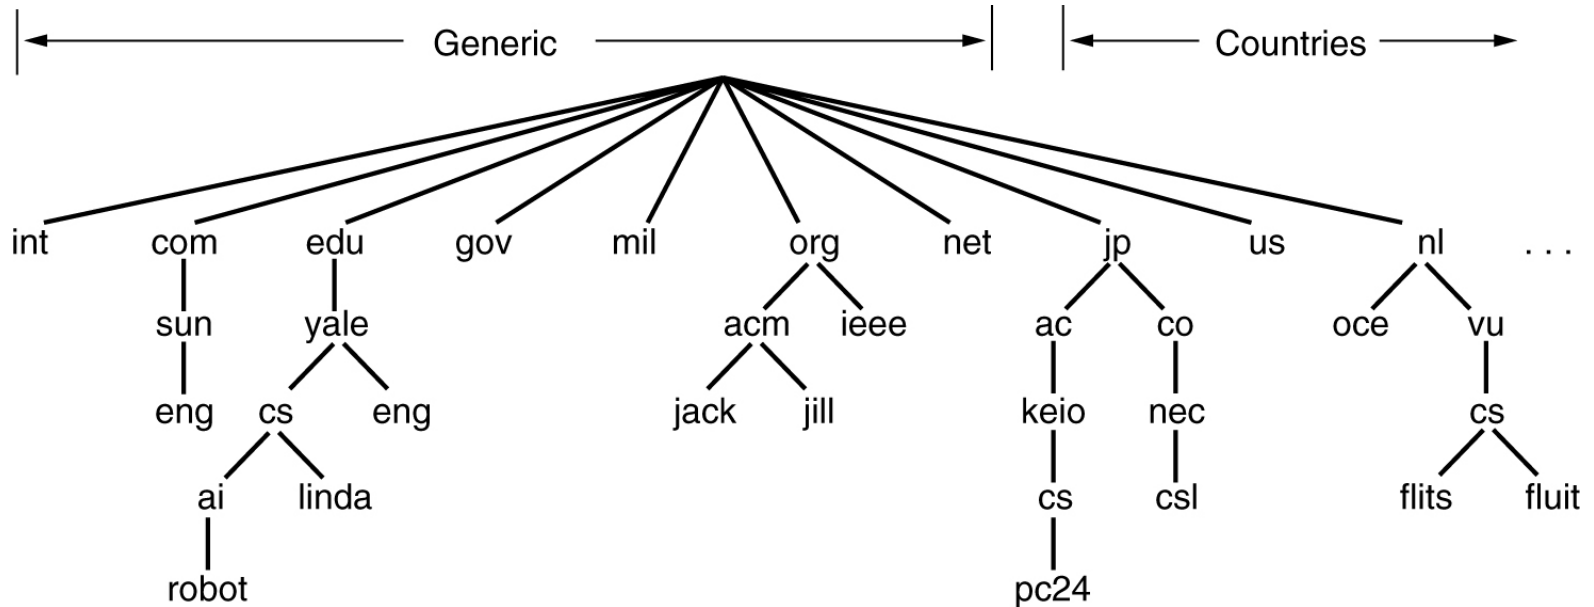 Generic Countries
int com edu gov mil org net jp us nl . . .
sun yale acm ieee ac co oce vu
eng cs eng jack jill keio nec cs
ai linda cs csl flits fluit
robot pc24